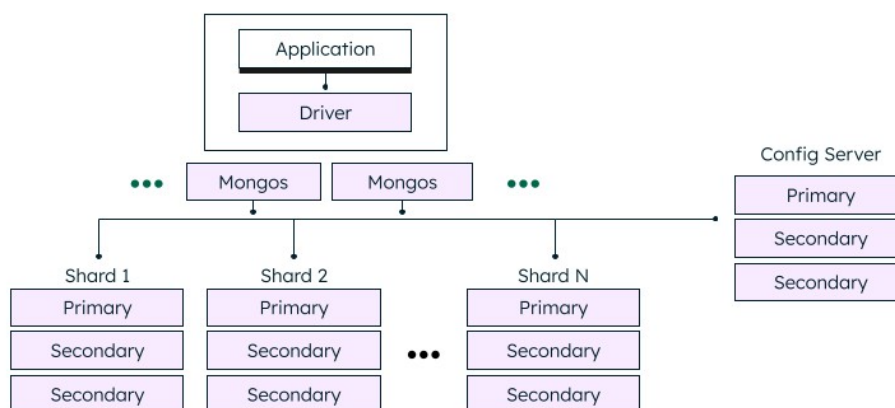 Application
Driver
Mongos
Mongos
Config Server
Primary
Secondary
Secondary
Shard 1
Primary
Secondary
Secondary
Shard 2
Primary
Secondary
Secondary
Shard N
Primary
Secondary
Secondary